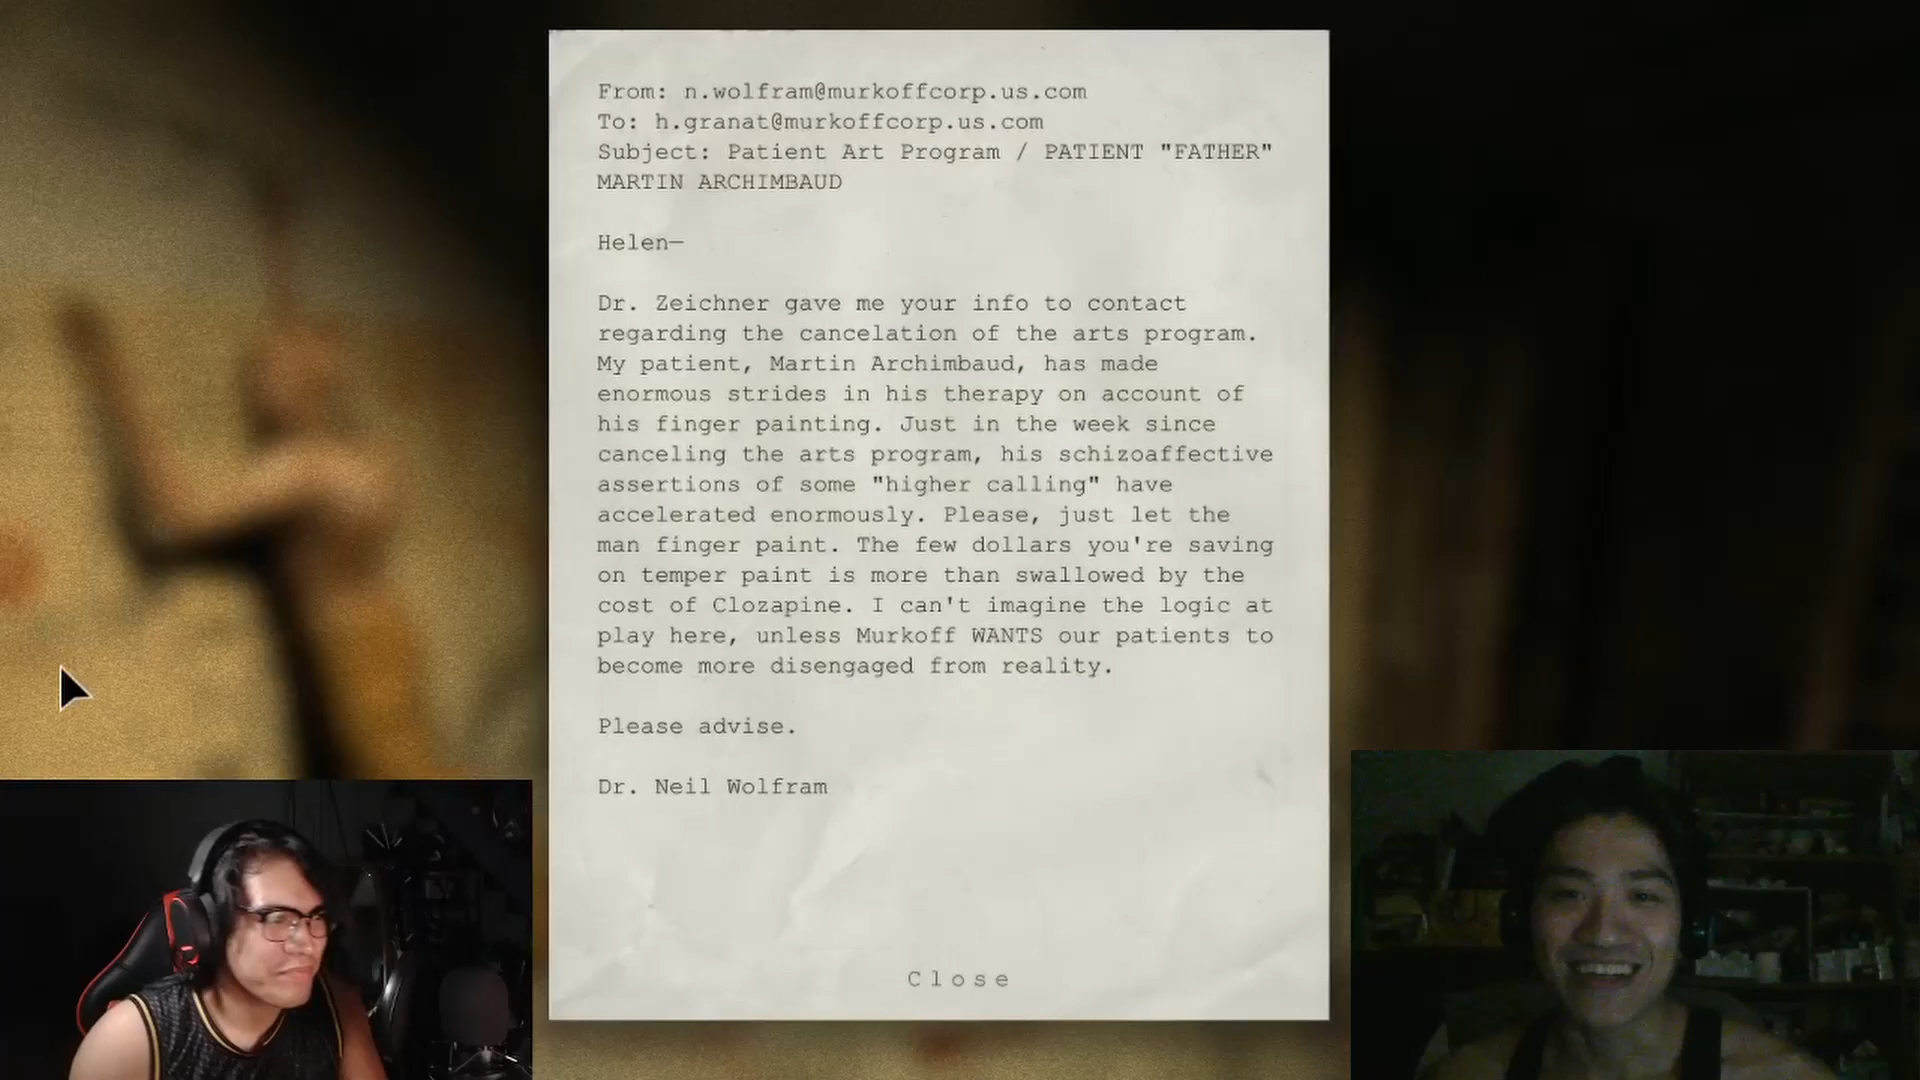 From: n.wolfram@murkoffcorp.us.com
To: h.granat@murkoffcorp.us.com
Subject: Patient Art Program / PATIENT "FATHER"
MARTIN ARCHIMBAUD
Helen—
Dr. Zeichner gave me your info to contact
regarding the cancelation of the arts program.
My patient, Martin Archimbaud, has made
enormous strides in his therapy on account of
his finger painting. Just in the week since
canceling the arts program, his schizoaffective
assertions of some "higher calling" have
accelerated enormously. Please, just let the
man finger paint. The few dollars you're saving
on temper paint is more than swallowed by the
cost of Clozapine. I can't imagine the logic at
play here, unless Murkoff WANTS our patients to
become more disengaged from reality.
Please advise.
Dr. Neil Wolfram
Close